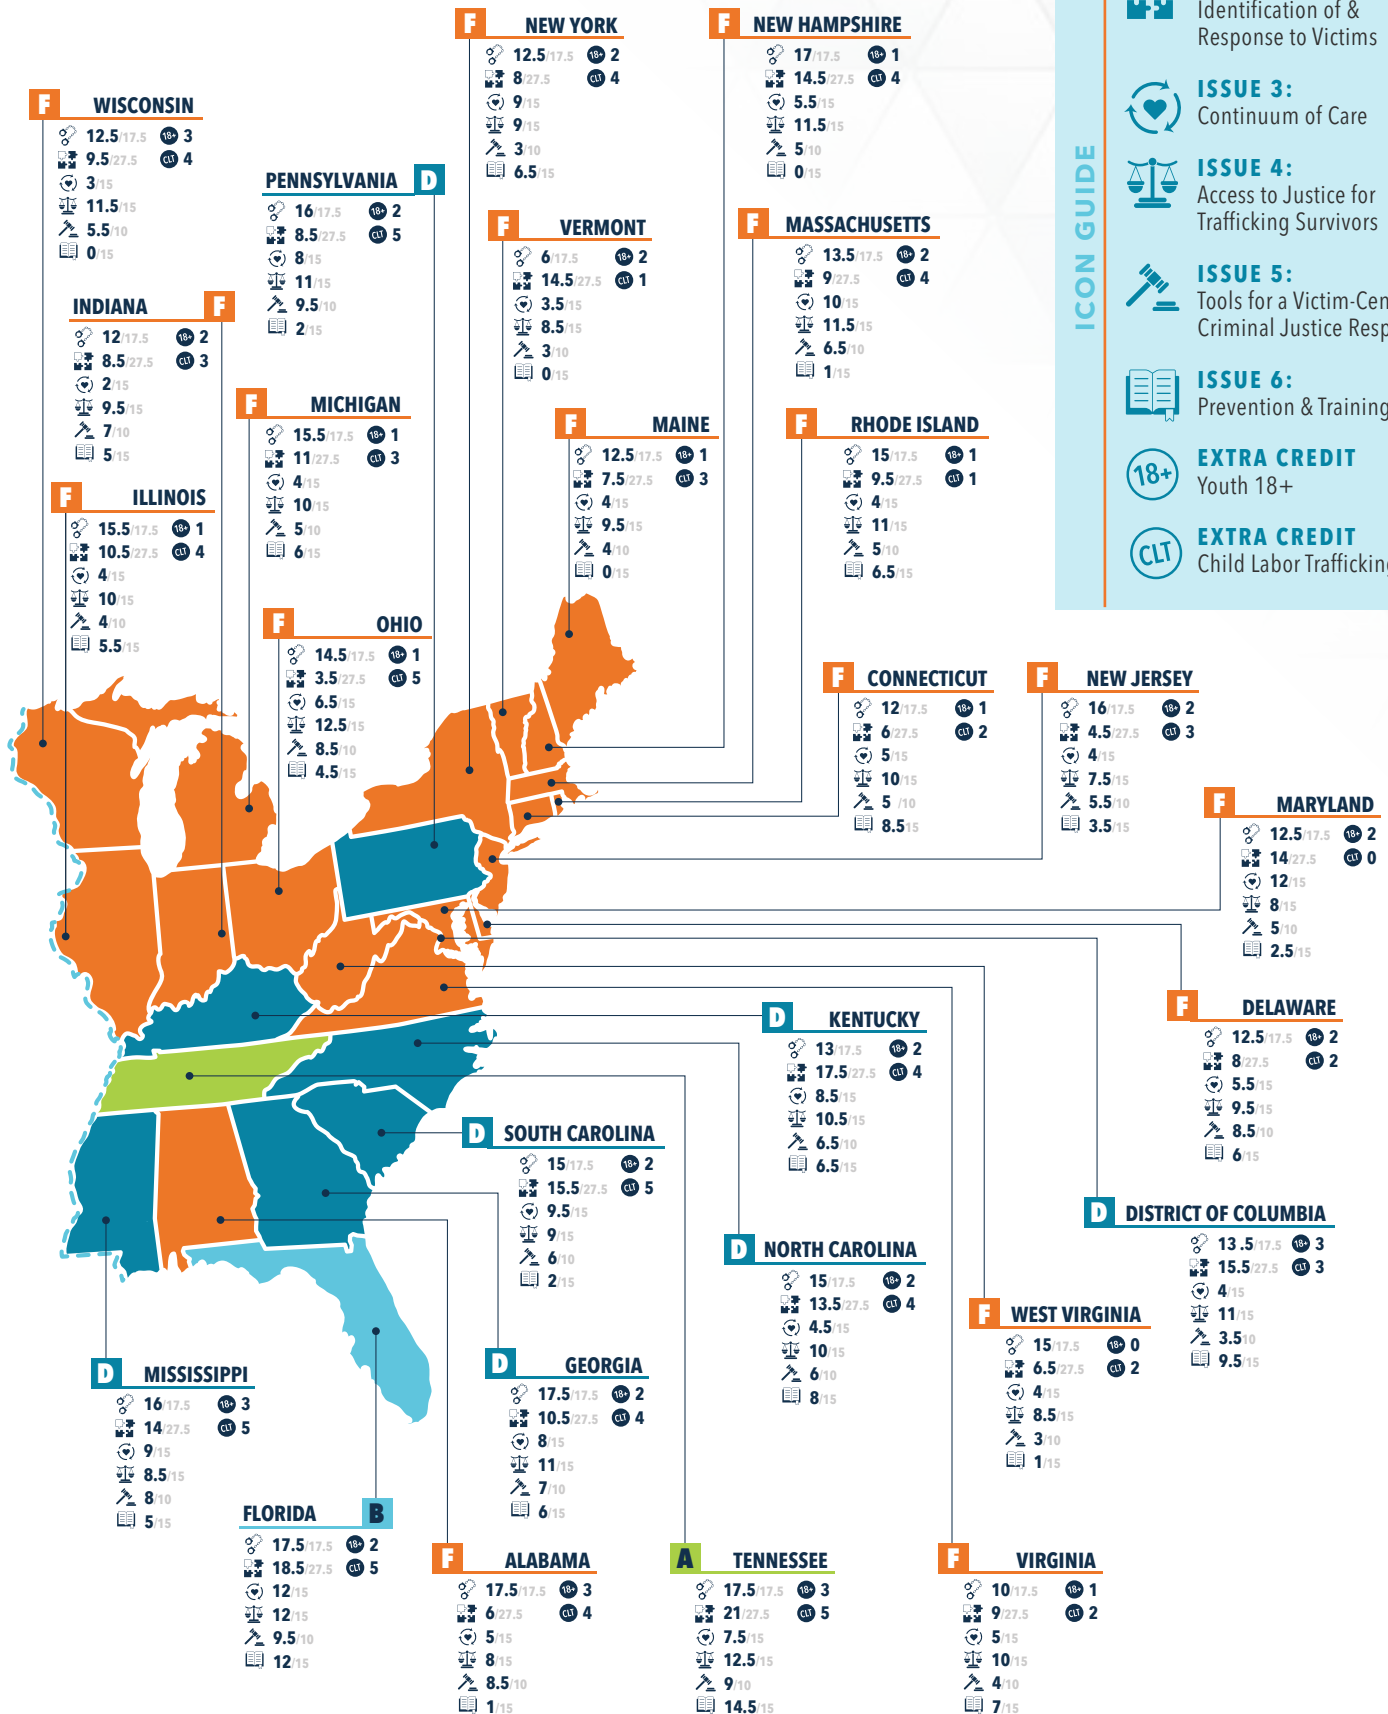 F NEW YORK
12.5/17.5 18+ 2
8/27.5 CLT 4
9/15
9/15
3/10
6.5/15
F NEW HAMPSHIRE
17/17.5 18+ 1
14.5/27.5 CLT 4
5.5/15
11.5/15
5/10
0/15
F WISCONSIN
12.5/17.5 18+ 3
9.5/27.5 CLT 4
3/15
11.5/15
5.5/10
0/15
PENNSYLVANIA D
16/17.5 18+ 2
8.5/27.5 CLT 5
8/15
11/15
9.5/10
2/15
F VERMONT
6/17.5 18+ 2
14.5/27.5 CLT 1
3.5/15
8.5/15
3/10
0/15
F MASSACHUSETTS
13.5/17.5 18+ 2
9/27.5 CLT 4
10/15
11.5/15
6.5/10
1/15
INDIANA F
12/17.5 18+ 2
8.5/27.5 CLT 3
2/15
9.5/15
7/10
5/15
F MICHIGAN
15.5/17.5 18+ 1
11/27.5 CLT 3
4/15
10/15
5/10
6/15
F MAINE
12.5/17.5 18+ 1
7.5/27.5 CLT 3
4/15
9.5/15
4/10
0/15
F RHODE ISLAND
15/17.5 18+ 1
9.5/27.5 CLT 1
4/15
11/15
5/10
6.5/15
F ILLINOIS
15.5/17.5 18+ 1
10.5/27.5 CLT 4
4/15
10/15
4/10
5.5/15
F OHIO
14.5/17.5 18+ 1
3.5/27.5 CLT 5
6.5/15
12.5/15
8.5/10
4.5/15
F CONNECTICUT
12/17.5 18+ 1
6/27.5 CLT 2
5/15
10/15
5 /10
8.515
F NEW JERSEY
16/17.5 18+ 2
4.5/27.5 CLT 3
4/15
7.5/15
5.5/10
3.5/15
F MARYLAND
12.5/17.5 18+ 2
14/27.5 CLT 0
12/15
8/15
5/10
2.5/15
F DELAWARE
12.5/17.5 18+ 2
8/27.5 CLT 2
5.5/15
9.5/15
8.5/10
6/15
D KENTUCKY
13/17.5 18+ 2
17.5/27.5 CLT 4
8.5/15
10.5/15
6.5/10
6.5/15
D SOUTH CAROLINA
15/17.5 18+ 2
15.5/27.5 CLT 5
9.5/15
9/15
6/10
2/15
D DISTRICT OF COLUMBIA
13 .5/17.5 18+ 3
15.5/27.5 CLT 3
4/15
11/15
3.510
9.5/15
D NORTH CAROLINA
15/17.5 18+ 2
13.5/27.5 CLT 4
4.5/15
10/15
6/10
8/15
F WEST VIRGINIA
15/17.5 18+ 0
6.5/27.5 CLT 2
4/15
8.5/15
3/10
1/15
D MISSISSIPPI
16/17.5 18+ 3
14/27.5 CLT 5
9/15
8.5/15
8/10
5/15
D GEORGIA
17.5/17.5 18+ 2
10.5/27.5 CLT 4
8/15
11/15
7/10
6/15
FLORIDA B
17.5/17.5 18+ 2
18.5/27.5 CLT 5
12/15
12/15
9.5/10
12/15
F ALABAMA
17.5/17.5 18+ 3
6/27.5 CLT 4
5/15
8/15
8.5/10
1/15
A TENNESSEE
17.5/17.5 18+ 3
21/27.5 CLT 5
7.5/15
12.5/15
9/10
14.5/15
F VIRGINIA
10/17.5 18+ 1
9/27.5 CLT 2
5/15
10/15
4/10
7/15
ICON GUIDE
Identification of &
Response to Victims
ISSUE 3:
Continuum of Care
ISSUE 4:
Access to Justice for
Trafficking Survivors
ISSUE 5:
Tools for a Victim-Cen
Criminal Justice Resp
ISSUE 6:
Prevention & Training
18+ EXTRA CREDIT
Youth 18+
CLT EXTRA CREDIT
Child Labor Trafficking